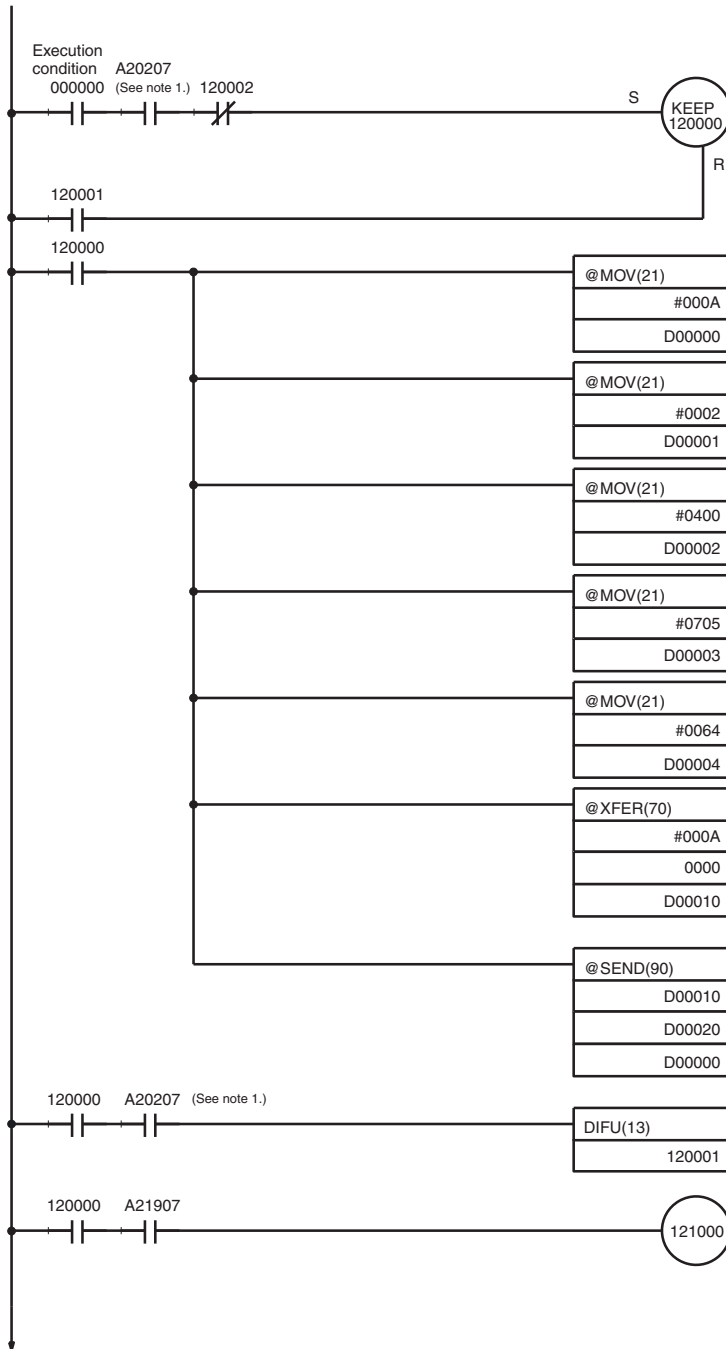 Execution
condition A20207
000000 (See note 1.) 120002
S
KEEP
120000
R
120001
120000
@MOV(21)
#000A
D00000
@MOV(21)
#0002
D00001
@MOV(21)
#0400
D00002
@MOV(21)
#0705
D00003
@MOV(21)
#0064
D00004
@XFER(70)
#000A
0000
D00010
@SEND(90)
D00010
D00020
D00000
120000 A20207 (See note 1.)
DIFU(13)
120001
120000 A21907
121000